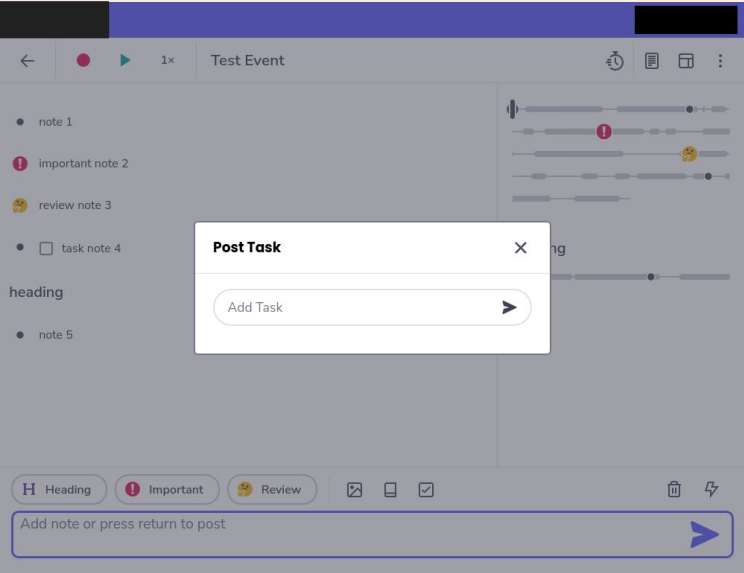 1×
Test Event
note 1
important note 2
review note 3
task note 4
heading
note 5
Post Task
Add Task
H Heading
Important
Review
Add note or press return to post